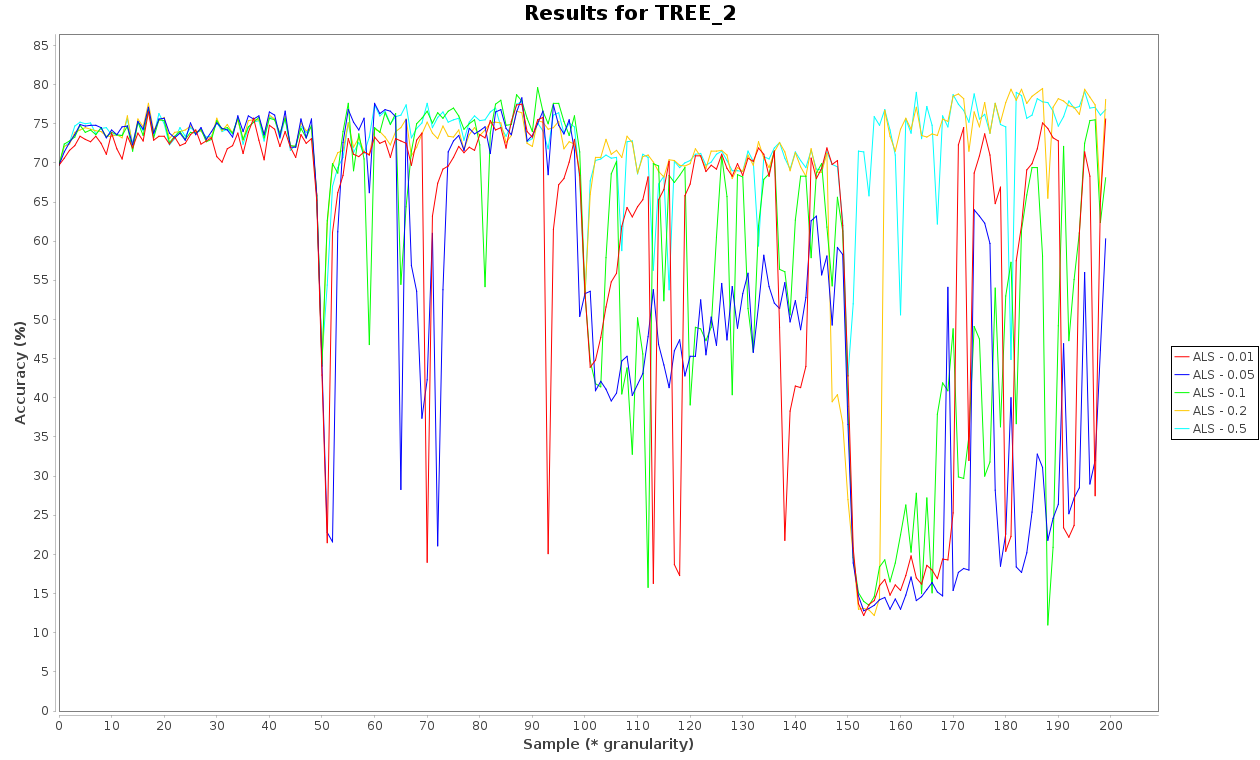 Results for TREE_2
85
80
75
70
65
60
55
50
45
40
35
30
25
20
15
10
5
0
Accuracy (%)
0 10 20 30 40 50 60 70 80 90 100 110 120 130 140 150 160 170 180 190 200
Sample (* granularity)
ALS - 0.01
ALS - 0.05
ALS - 0.1
ALS - 0.2
ALS - 0.5